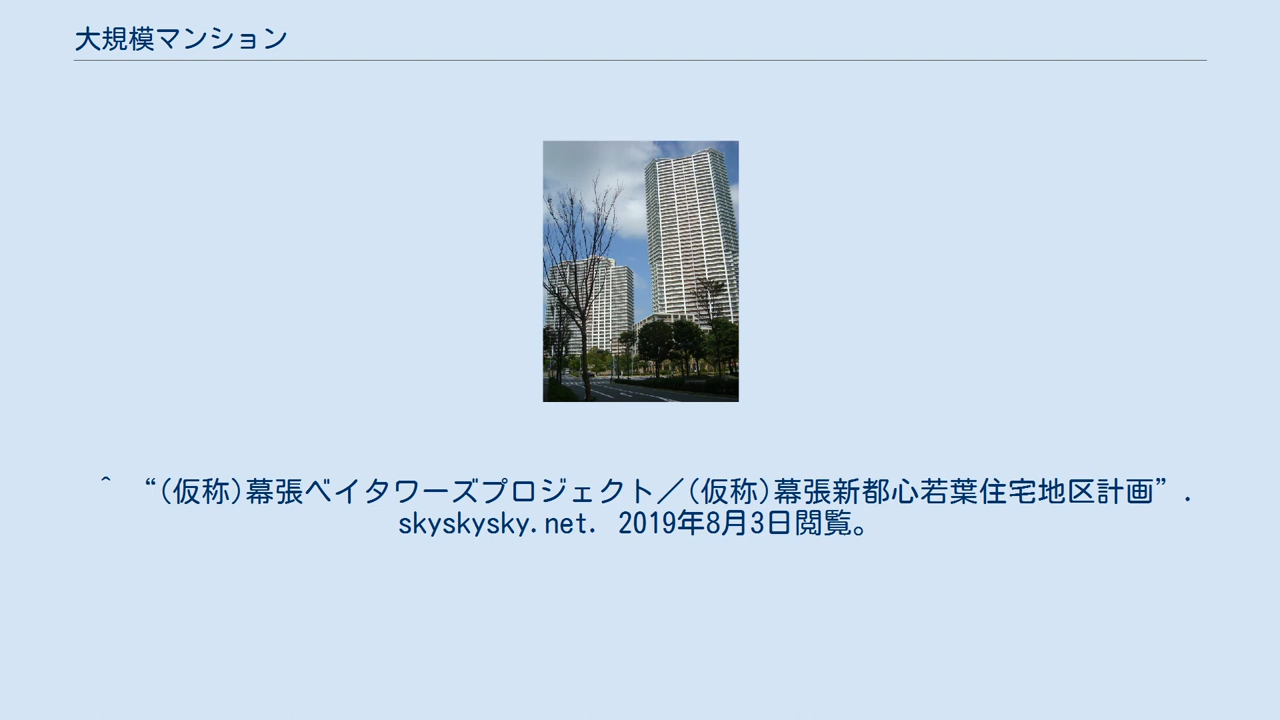 大規模マンション
^ “(仮称)幕張ベイタワーズプロジェクト／(仮称)幕張新都心若葉住宅地区計画”.
skyskysky.net. 2019年8月3日閲覧。